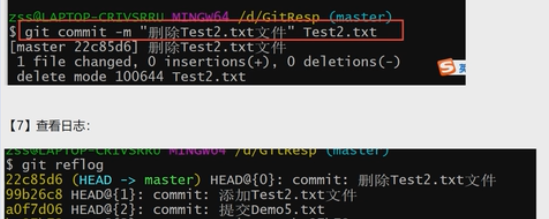 zss@LAPTOP-CRIVSRRU MINGW64 /d/GitResp (master)
$ git commit -m "删除Test2.txt文件" Test2.txt
[master 22c85d6] 删除Test2.txt文件
1 file changed, 0 insertions(+), 0 deletions(-)
delete mode 100644 Test2.txt
【7】查看日志：
zss@LAPTOP-CRIVSRRU MINGW64 /d/GitResp (master)
$ git reflog
22c85d6 (HEAD -> master) HEAD@{0}: commit: 删除Test2.txt文件
99b26c8 HEAD@{1}: commit: 添加Test2.txt文件
a0f7d06 HEAD@{2}: commit: 提交Demo5.txt